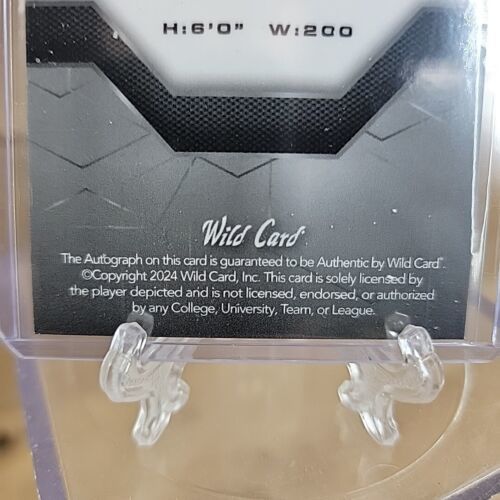 H:6'0" W:200
Wild Card
The Autograph on this card is guaranteed to be Authentic by Wild Card®.
©Copyright 2024 Wild Card, Inc. This card is solely licensed by
the player depicted and is not licensed, endorsed, or authorized
by any College, University, Team, or League.